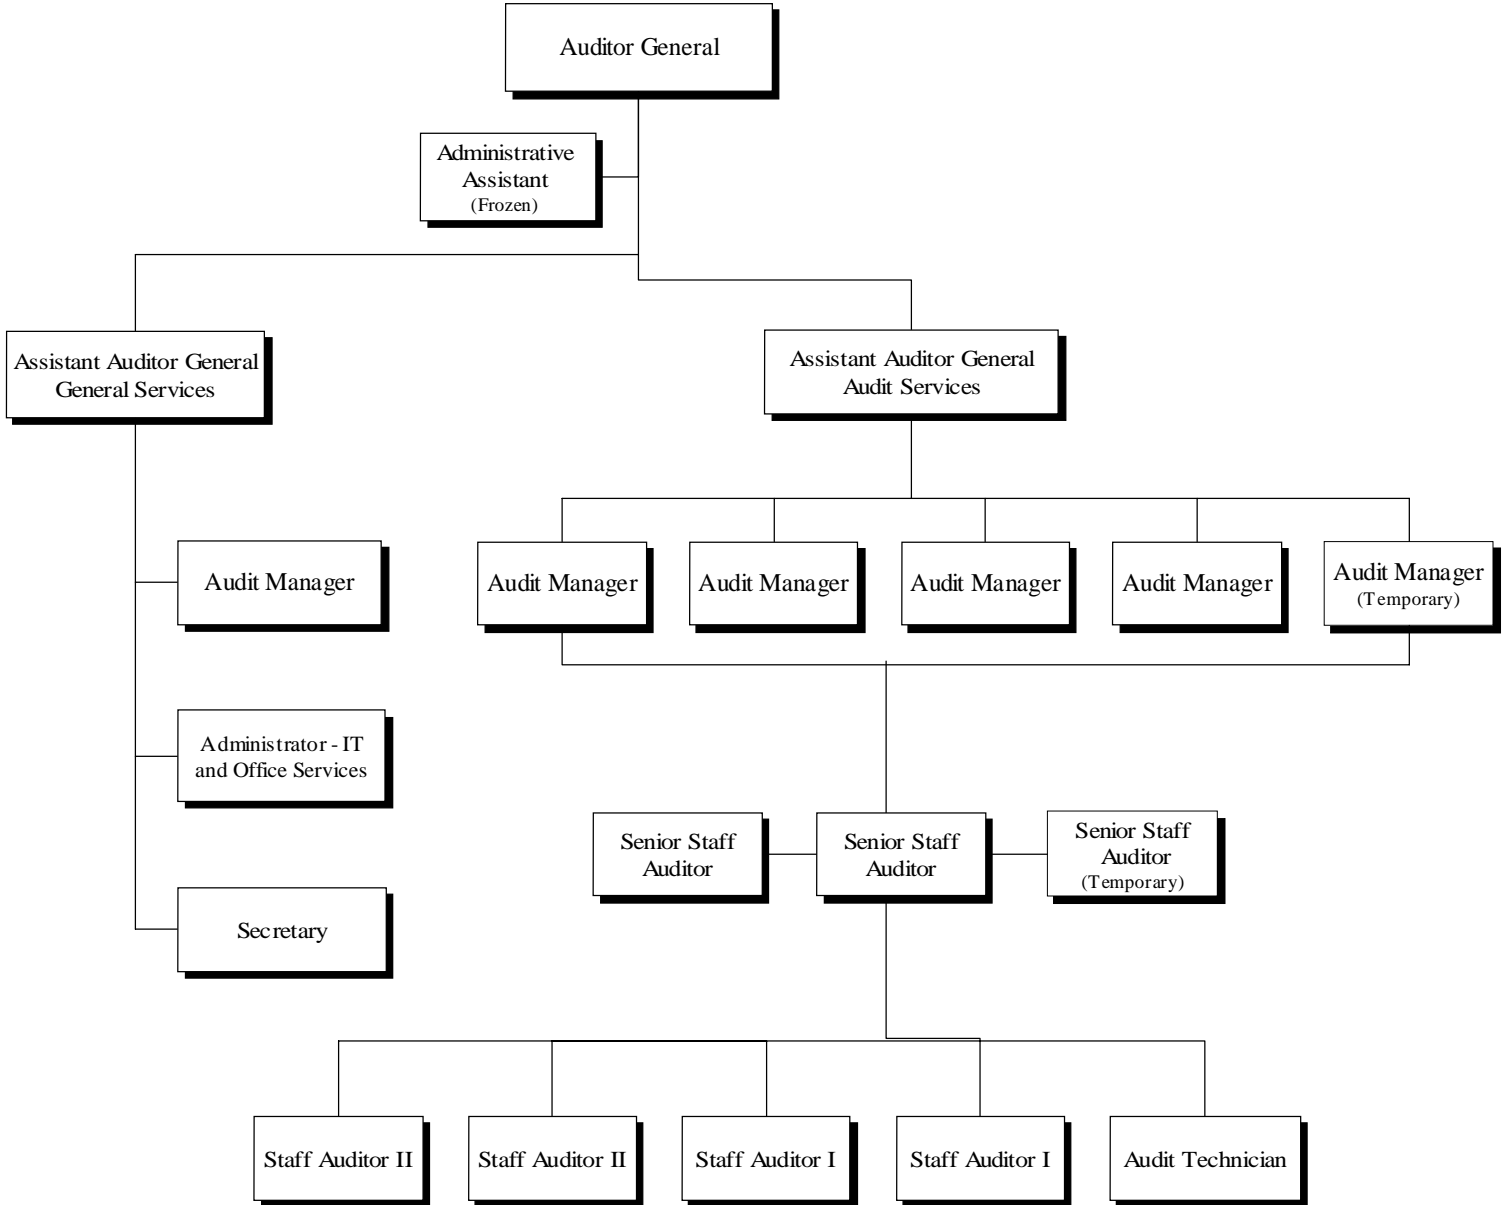 Auditor General
Administrative
Assistant
(Frozen)
Assistant Auditor General
General Services
Assistant Auditor General
Audit Services
Audit Manager
Audit Manager
Audit Manager
Audit Manager
Audit Manager
Audit Manager
(Temporary)
Administrator - IT
and Office Services
Senior Staff
Auditor
Senior Staff
Auditor
Senior Staff
Auditor
(Temporary)
Secretary
Staff Auditor II
Staff Auditor II
Staff Auditor I
Staff Auditor I
Audit Technician